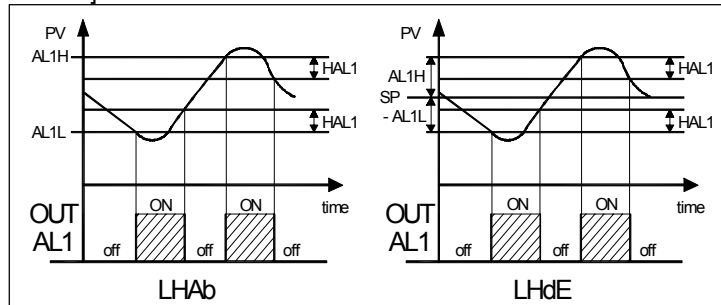 PV
AL1H
HAL1
HAL1
AL1L
time
OUT
AL1
off
ON
off
ON
off
LHAb
PV
AL1H
SP
- AL1L
HAL1
HAL1
time
OUT
AL1
off
ON
off
ON
off
LHdE